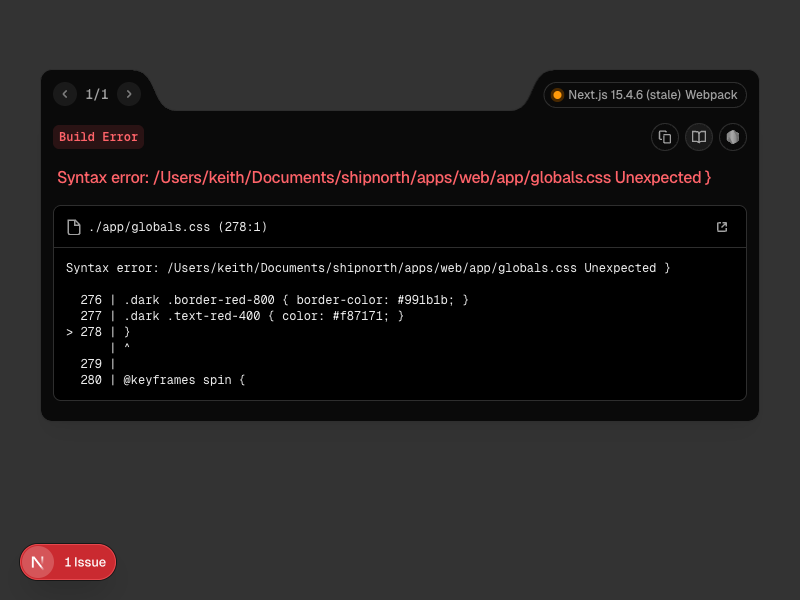 1/1
Next.js 15.4.6 (stale) Webpack
Build Error
Syntax error: /Users/keith/Documents/shipnorth/apps/web/app/globals.css Unexpected }
./app/globals.css (278:1)
Syntax error: /Users/keith/Documents/shipnorth/apps/web/app/globals.css Unexpected }
276 | .dark .border-red-800 { border-color: #991b1b; }
277 | .dark .text-red-400 { color: #f87171; }
> 278 | }
| ^
279 |
280 | @keyframes spin {
N 1 Issue